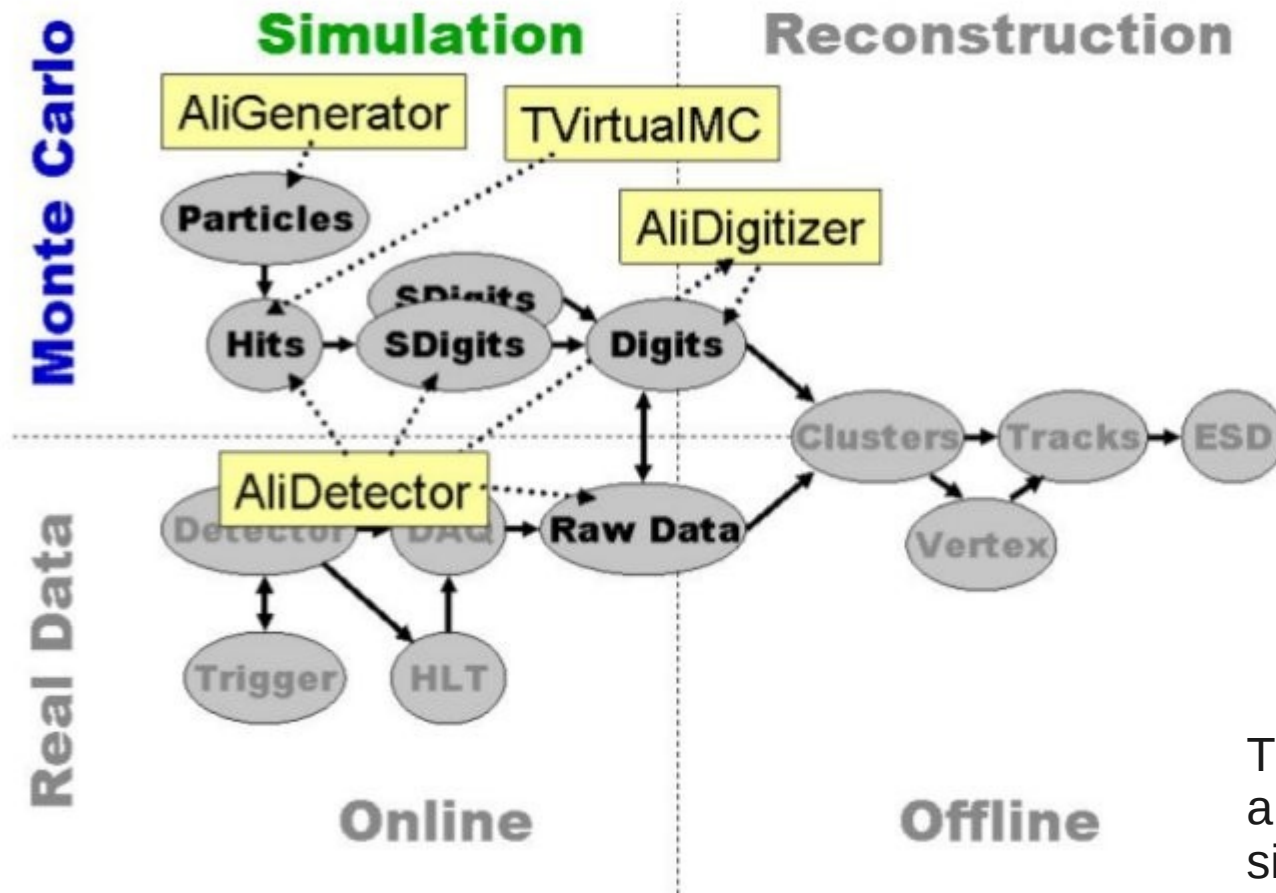 Simulation
Reconstruction
Monte Carlo
AliGenerator
TVirtualMC
Particles
AliDigitizer
SDigits
Hits
SDigits
Digits
Clusters
Tracks
ESD
AliDetector
Detector
DAQ
Raw Data
Vertex
Real Data
Trigger
HLT
Online
Offline
T
a
si